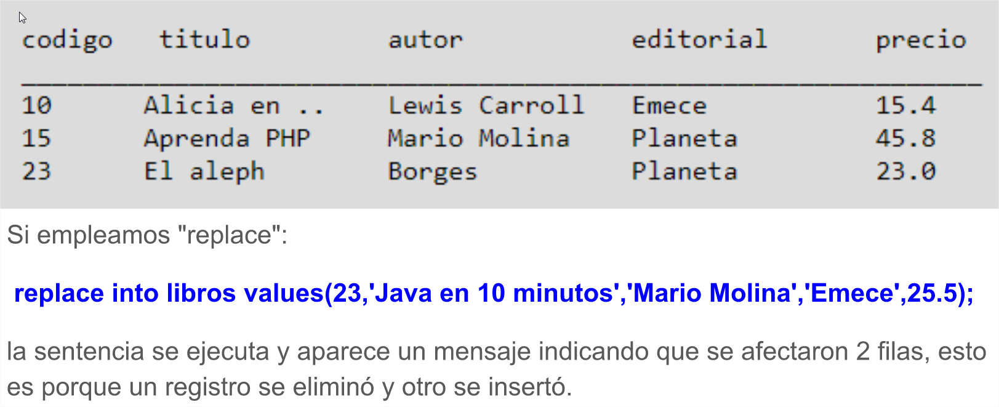 codigo titulo autor editorial precio
10 Alicia en .. Lewis Carroll Emece 15.4
15 Aprenda PHP Mario Molina Planeta 45.8
23 El aleph Borges Planeta 23.0
Si empleamos "replace":
replace into libros values(23,'Java en 10 minutos','Mario Molina','Emece',25.5);
la sentencia se ejecuta y aparece un mensaje indicando que se afectaron 2 filas, esto
es porque un registro se eliminó y otro se insertó.